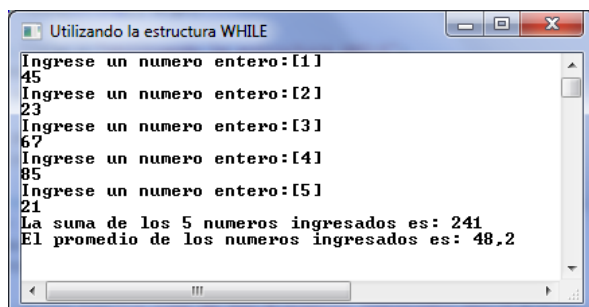 Utilizando la estructura WHILE
Ingrese un numero entero:[1]
45
Ingrese un numero entero:[2]
23
Ingrese un numero entero:[3]
67
Ingrese un numero entero:[4]
85
Ingrese un numero entero:[5]
21
La suma de los 5 numeros ingresados es: 241
El promedio de los numeros ingresados es: 48,2